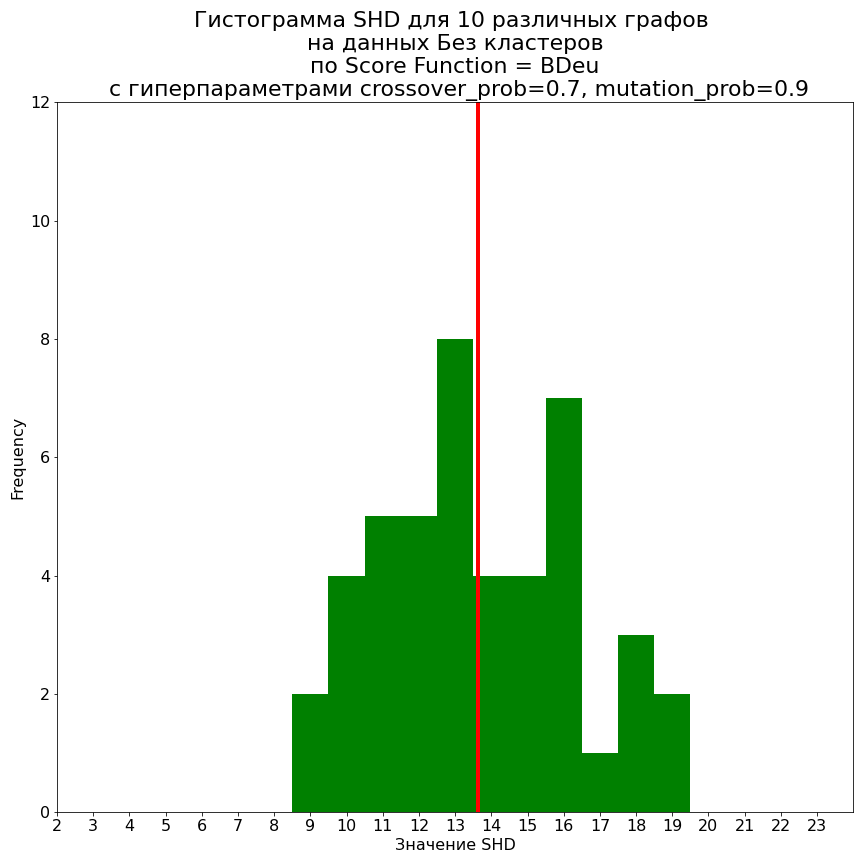 Гистограмма SHD для 10 различных графов
на данных Без кластеров
по Score Function = BDeu
с гиперпараметрами crossover_prob=0.7, mutation_prob=0.9
12
10
8
6
4
2
0
Frequency
2 3 4 5 6 7 8 9 10 11 12 13 14 15 16 17 18 19 20 21 22 23
Значение SHD